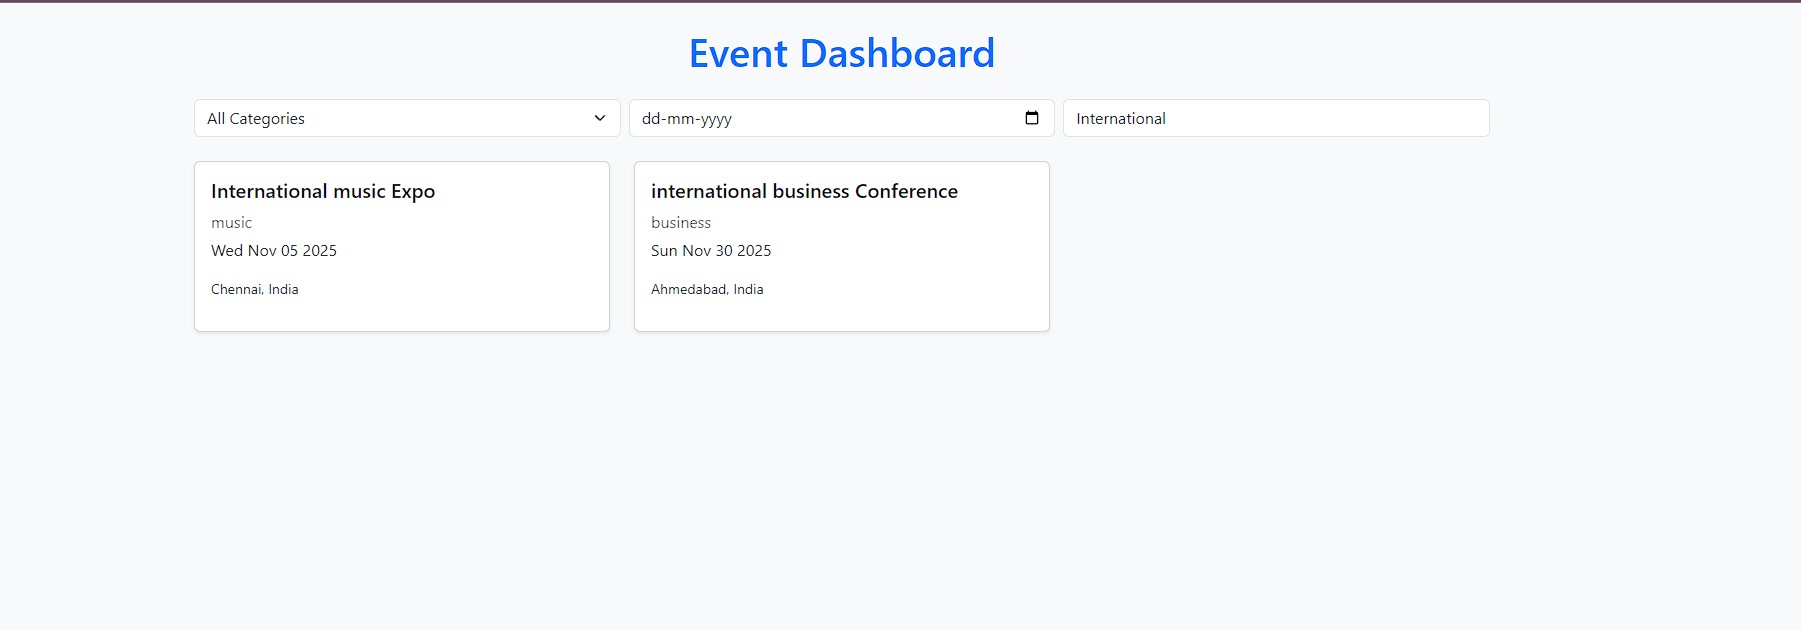 Event Dashboard
All Categories dd-mm-yyyy International
International music Expo
music
Wed Nov 05 2025
Chennai, India
international business Conference
business
Sun Nov 30 2025
Ahmedabad, India